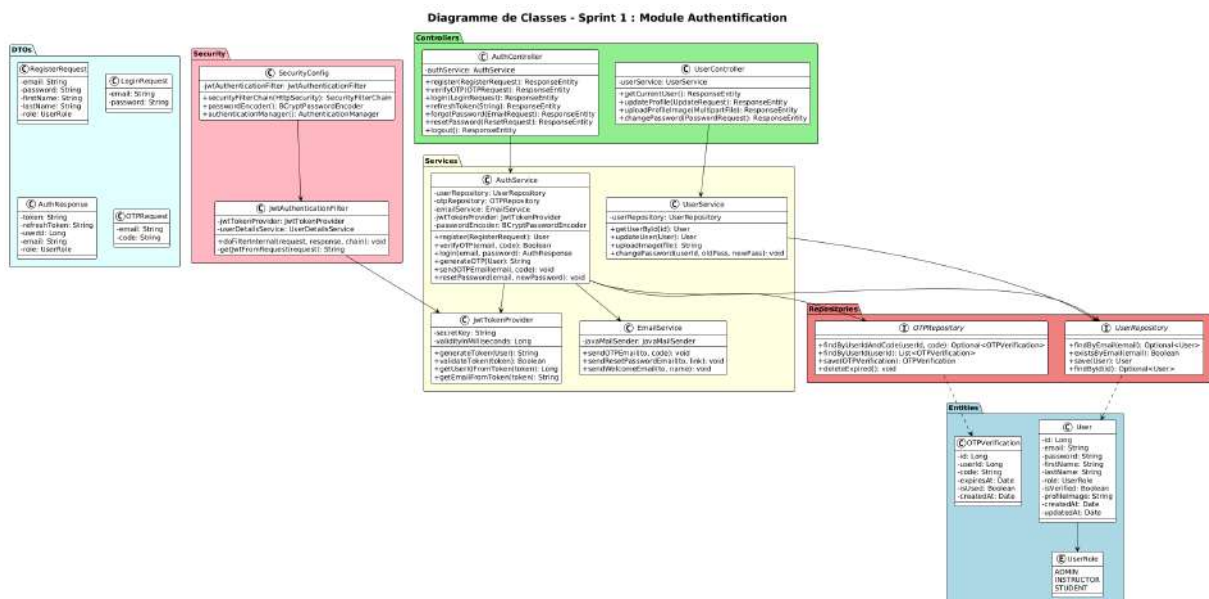 Diagramme de Classes - Sprint 1 : Module Authentification
DTOs
C RegisterRequest
-email: String
-password: String
-firstName: String
-lastName: String
-role: UserRole
C LoginRequest
-email: String
-password: String
C AuthResponse
-token: String
-refreshToken: String
-userId: Long
-email: String
-role: UserRole
C OTPRequest
-email: String
-code: String
Security
C SecurityConfig
-jwtAuthenticationFilter: JwtAuthenticationFilter
+securityFilterChain(HttpSecurity): SecurityFilterChain
+passwordEncoder(): BCryptPasswordEncoder
+authenticationManager(): AuthenticationManager
C JwtAuthenticationFilter
-jwtTokenProvider: JwtTokenProvider
-userDetailsService: UserDetailsService
+doFilterInternal(request, response, chain): void
-getJwtFromRequest(request): String
Controllers
C AuthController
-authService: AuthService
+register(RegisterRequest): ResponseEntity
+verifyOTP(OTPRequest): ResponseEntity
+login(LoginRequest): ResponseEntity
+refreshToken(String): ResponseEntity
+forgotPassword(EmailRequest): ResponseEntity
+resetPassword(ResetRequest): ResponseEntity
+logout(): ResponseEntity
C UserController
-userService: UserService
+getCurrentUser(): ResponseEntity
+updateProfile(UpdateRequest): ResponseEntity
+uploadProfileImage(MultipartFile): ResponseEntity
+changePassword(PasswordRequest): ResponseEntity
Services
C AuthService
-userRepository: UserRepository
-otpRepository: OTPRepository
-emailService: EmailService
-jwtTokenProvider: JwtTokenProvider
-passwordEncoder: BCryptPasswordEncoder
+register(RegisterRequest): User
+verifyOTP(email, code): Boolean
+login(email, password): AuthResponse
+generateOTP(User): String
+sendOTPEmail(email, code): void
+resetPassword(email, newPassword): void
C UserService
-userRepository: UserRepository
+getUserById(id): User
+updateUser(User): User
+uploadImage(file): String
+changePassword(userId, oldPass, newPass): void
C JwtTokenProvider
-secretKey: String
-validityInMilliseconds: Long
+generateToken(User): String
+validateToken(token): Boolean
+getUserIdFromToken(token): Long
+getEmailFromToken(token): String
C EmailService
-javaMailSender: JavaMailSender
+sendOTPEmail(to, code): void
+sendResetPasswordEmail(to, link): void
+sendWelcomeEmail(to, name): void
Repositories
I OTPRepository
+findByUserIdAndCode(userId, code): Optional<OTPVerification>
+findByUserId(userId): List<OTPVerification>
+save(OTPVerification): OTPVerification
+deleteExpired(): void
I UserRepository
+findByEmail(email): Optional<User>
+existsByEmail(email): Boolean
+save(User): User
+findById(id): Optional<User>
Entities
C OTPVerification
-id: Long
-userId: Long
-code: String
-expiresAt: Date
-isUsed: Boolean
-createdAt: Date
C User
-id: Long
-email: String
-password: String
-firstName: String
-lastName: String
-role: UserRole
-isVerified: Boolean
-profileImage: String
-createdAt: Date
-updatedAt: Date
E UserRole
ADMIN
INSTRUCTOR
STUDENT